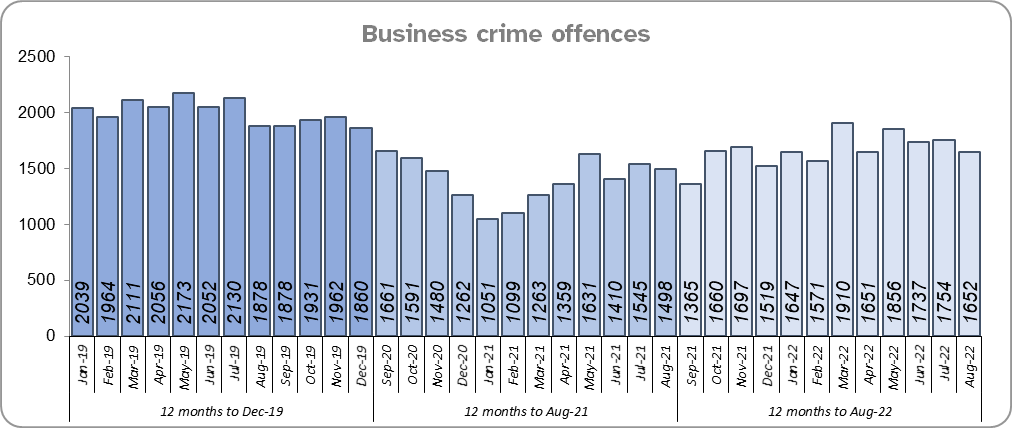 Business crime offences
2500
2000
1500
1000
500
0
2039 1964 2111 2056 2173 2052 2130 1878 1878 1931 1962 1860 1661 1591 1480 1262 1051 1099 1263 1359 1631 1410 1545 1498 1365 1660 1697 1519 1647 1571 1910 1651 1856 1737 1754 1652
Jan-19 Feb-19 Mar-19 Apr-19 May-19 Jun-19 Jul-19 Aug-19 Sep-19 Oct-19 Nov-19 Dec-19 Sep-20 Oct-20 Nov-20 Dec-20 Jan-21 Feb-21 Mar-21 Apr-21 May-21 Jun-21 Jul-21 Aug-21 Sep-21 Oct-21 Nov-21 Dec-21 Jan-22 Feb-22 Mar-22 Apr-22 May-22 Jun-22 Jul-22 Aug-22
12 months to Dec-19 12 months to Aug-21 12 months to Aug-22